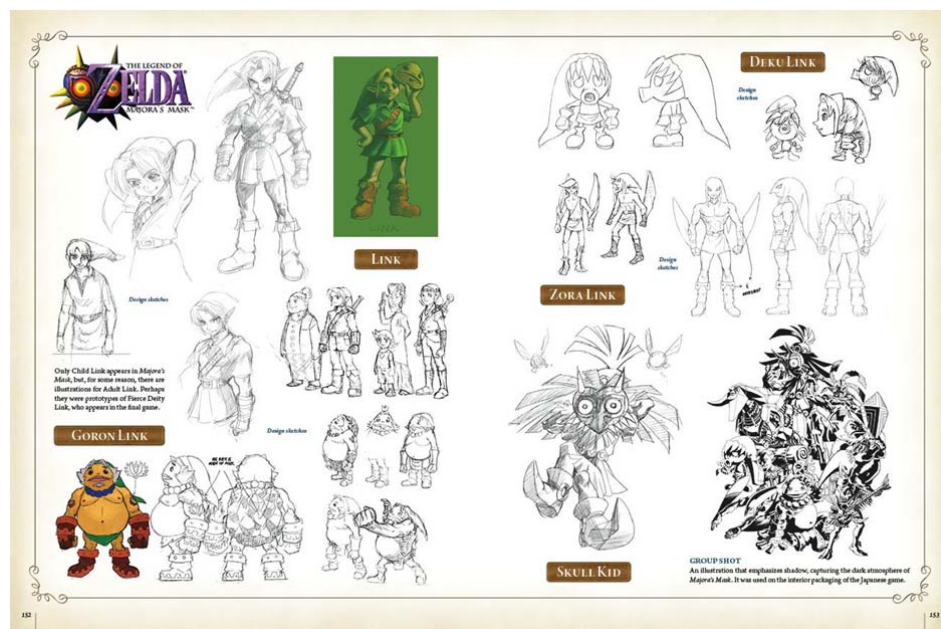 THE LEGEND OF
ZELDA
MAJORA'S MASK
LINK
LINK
Design sketches
Only Child Link appears in Majora's
Mask, but, for some reason, there are
illustrations for Adult Link. Perhaps
they were prototypes of Fierce Deity
Link, who appears in the final game.
GORON LINK
Design sketches
152
DEKU LINK
Design
sketches
Design
sketches
ZORA LINK
SKULL KID
GROUP SHOT
An illustration that emphasizes shadow, capturing the dark atmosphere of
Majora's Mask. It was used on the interior packaging of the Japanese game.
153